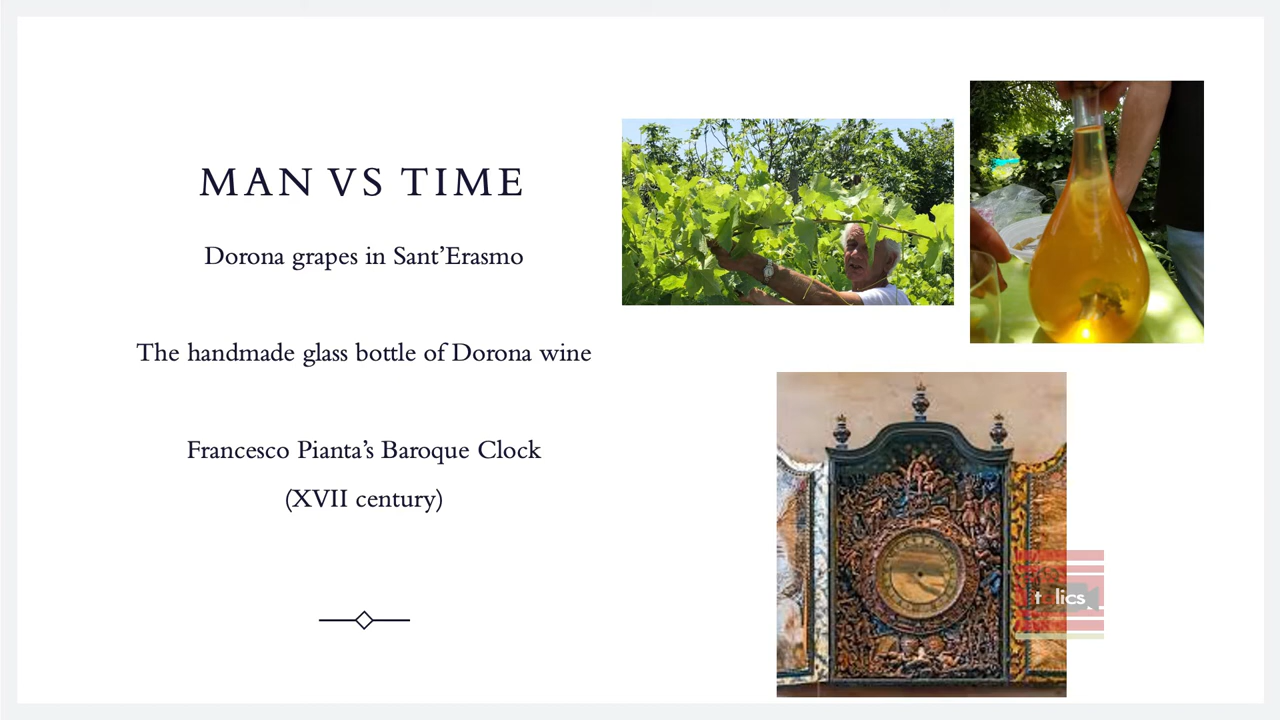 MAN VS TIME
Dorona grapes in Sant’Erasmo
The handmade glass bottle of Dorona wine
Francesco Pianta’s Baroque Clock
(XVII century)
italics